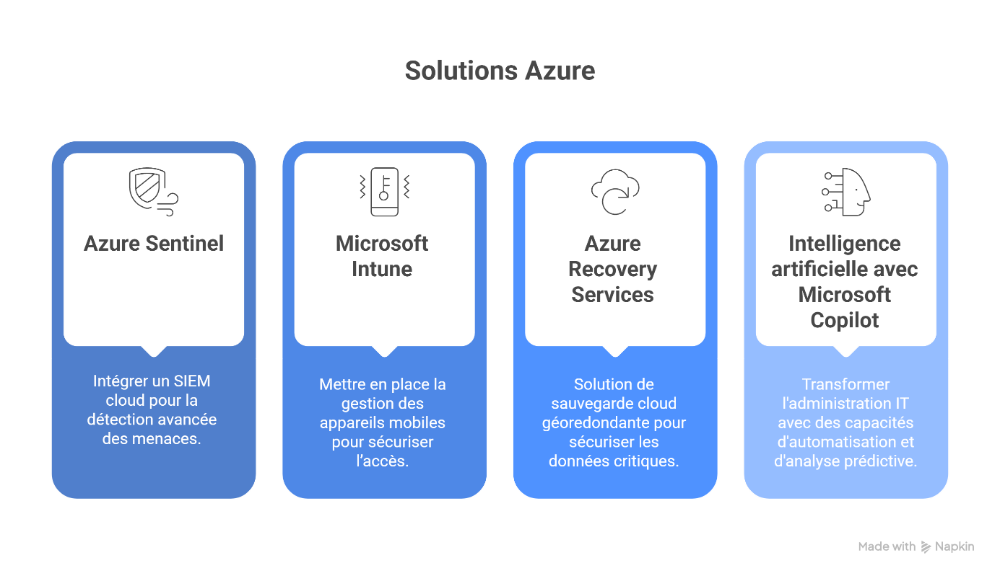 Solutions Azure
Azure Sentinel
Intégrer un SIEM
cloud pour la
détection avancée
des menaces.
Microsoft
Intune
Mettre en place la
gestion des
appareils mobiles
pour sécuriser
l’accès.
Azure
Recovery
Services
Solution de
sauvegarde cloud
géoredondante pour
sécuriser les
données critiques.
Intelligence
artificielle avec
Microsoft
Copilot
Transformer
l'administration IT
avec des capacités
d'automatisation et
d'analyse prédictive.
Made with Napkin